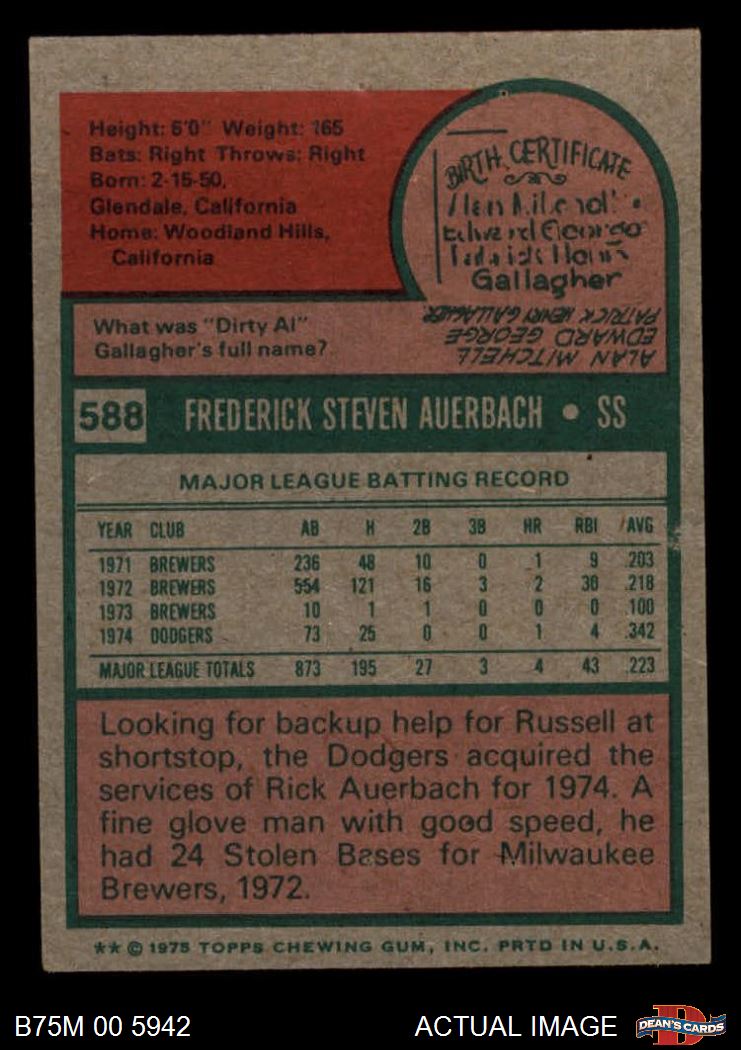 Height: 6'0" Weight: 165
Bats: Right Throws: Right
Born: 2-15-50,
Glendale, California
Home: Woodland Hills,
California
BIRTH CERTIFICATE
Gallagher
What was "Dirty Al"
Gallagher's full name?
ALAN MITCHELL
EDWARD GEORGE
PATRICK HENRY GALLAGHER
588 FREDERICK STEVEN AUERBACH • SS
MAJOR LEAGUE BATTING RECORD
YEAR CLUB AB H 2B 3B HR RBI AVG
1971 BREWERS 236 48 10 0 1 9 .203
1972 BREWERS 554 121 16 3 2 30 .218
1973 BREWERS 10 1 1 0 0 0 .100
1974 DODGERS 73 25 0 0 1 4 .342
MAJOR LEAGUE TOTALS 873 195 27 3 4 43 .223
Looking for backup help for Russell at
shortstop, the Dodgers acquired the
services of Rick Auerbach for 1974. A
fine glove man with good speed, he
had 24 Stolen Bases for Milwaukee
Brewers, 1972.
** © 1975 TOPPS CHEWING GUM, INC. PRTD IN U.S.A.
B75M 00 5942 ACTUAL IMAGE DEAN'S CARDS